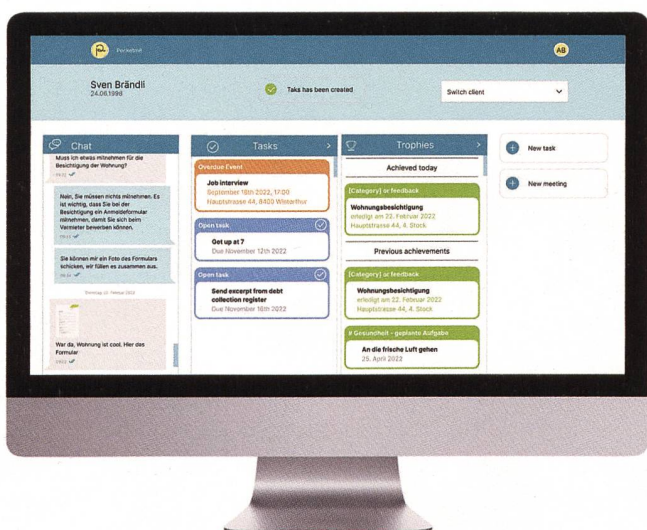 Pocketmit
AB
Sven Brändli
24.06.1998
Taks has been created
Switch client
Chat
Muss ich etwas mitnehmen für die
Besichtigung der Wohnung?
Nein, Sie müssen nichts mitnehmen. Es
ist wichtig, dass Sie bei der
Besichtigung ein Anmeldeformular
mitnehmen, damit Sie sich beim
Vermieter bewerben können.
Sie können mir ein Foto des Formulars
schicken, wir füllen es zusammen aus.
War da, Wohnung ist cool. Hier das
Formular
Tasks
Overdue Event
Job interview
September 16th 2022, 17:00
Hauptstrasse 44, 8400 Winterthur
Open task
Get up at 7
Due November 12th 2022
Open task
Send excerpt from debt
collection register
Due November 16th 2022
Trophies
Achieved today
[Category] or feedback
Wohnungsbesichtigung
erledigt am 22. Februar 2022
Hauptstrasse 44, 4. Stock
Previous achievements
[Category] or feedback
Wohnungsbesichtigung
erledigt am 22. Februar 2022
Hauptstrasse 44, 4. Stock
# Gesundheit - geplante Aufgabe
An die frische Luft gehen
25. April 2022
New task
New meeting